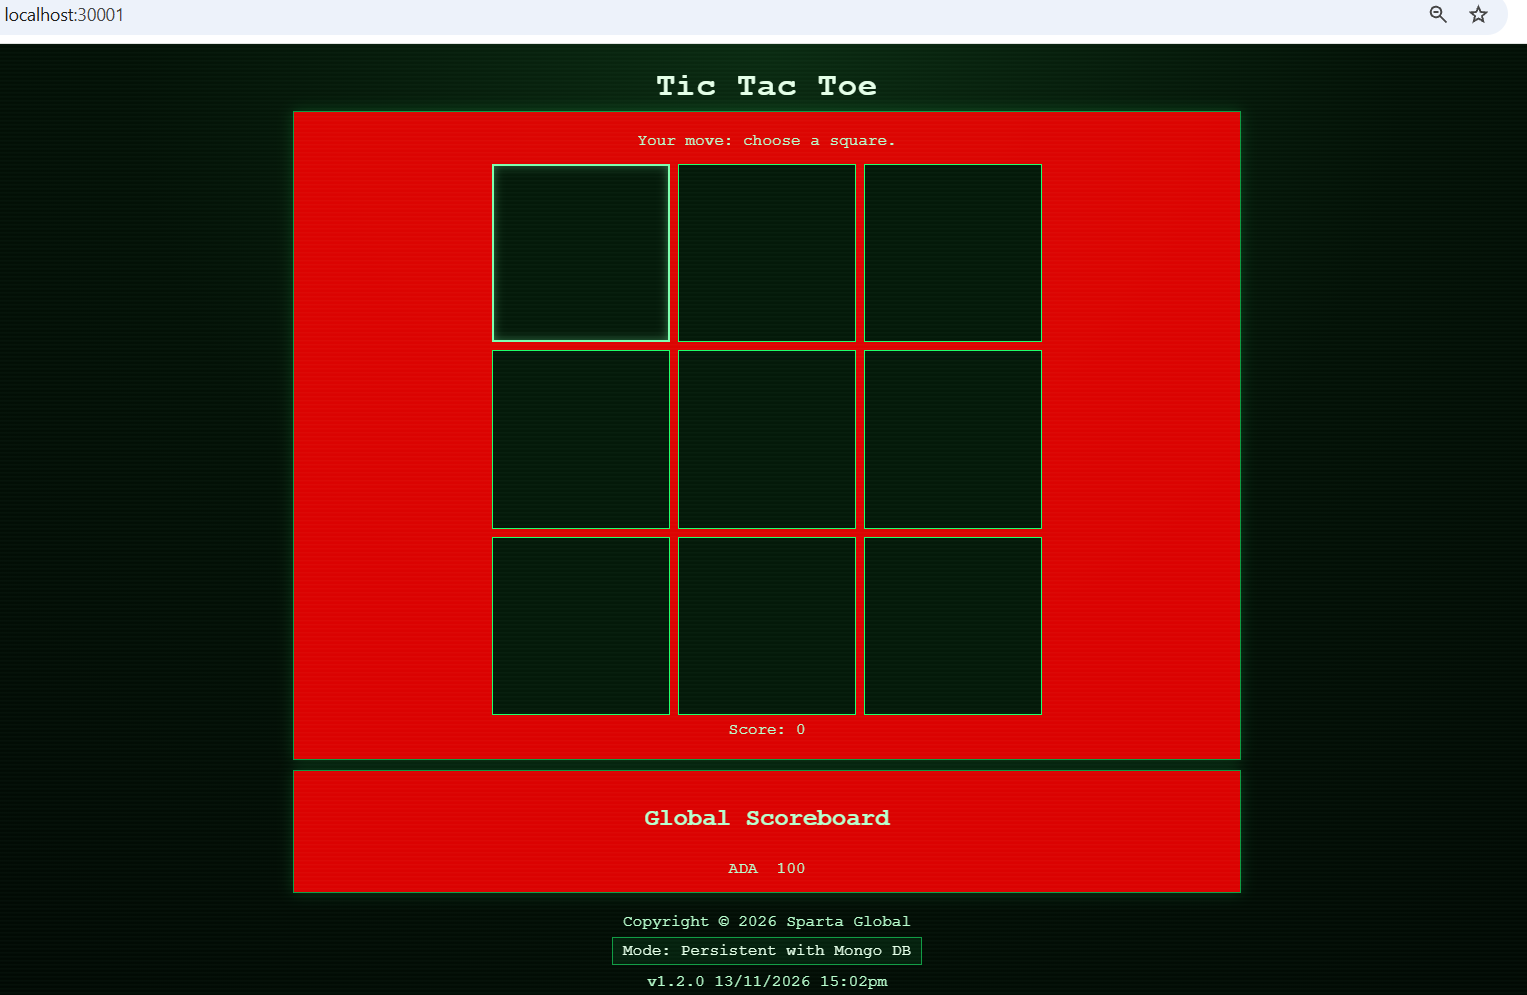 localhost:30001
Tic Tac Toe
Your move: choose a square.
Score: 0
Global Scoreboard
ADA  100
Copyright © 2026 Sparta Global
Mode: Persistent with Mongo DB
v1.2.0 13/11/2026 15:02pm